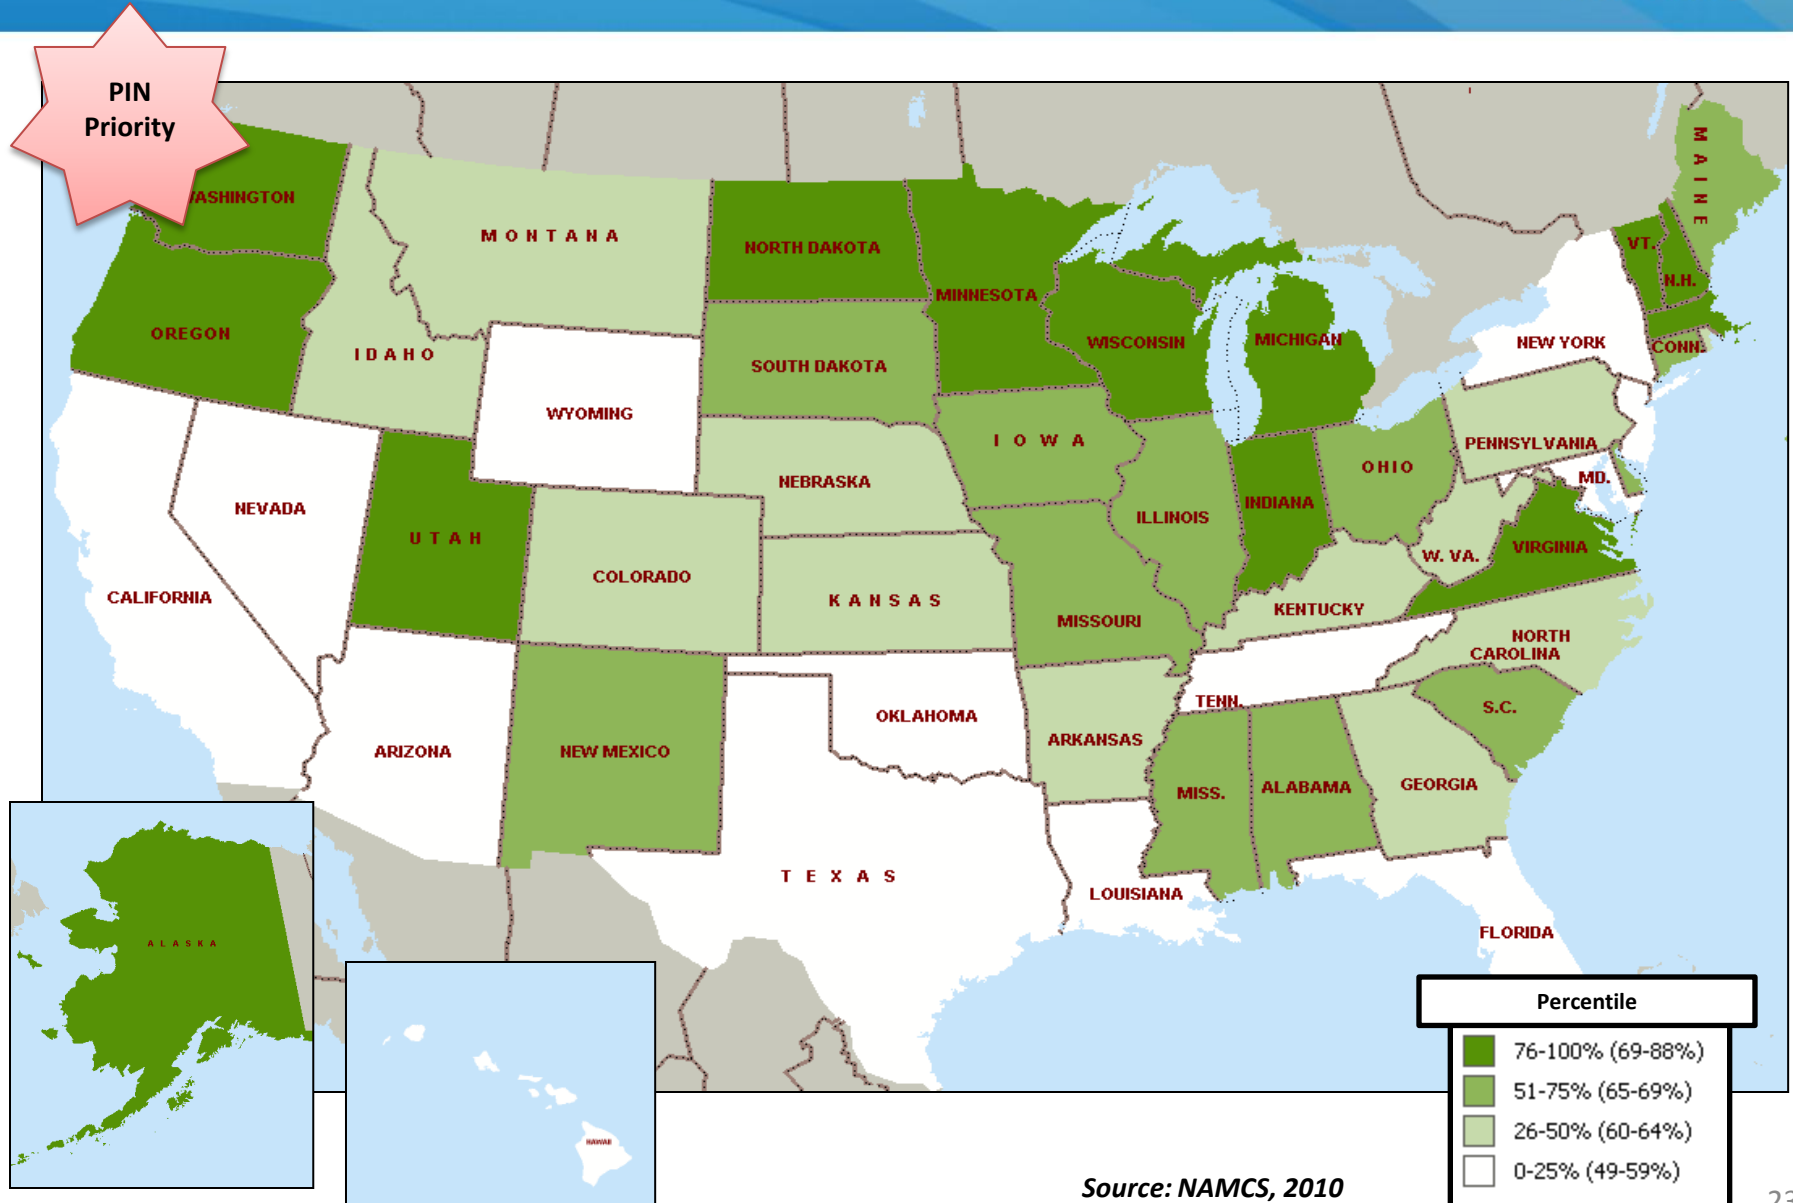 PIN
Priority
MAINE
WASHINGTON
MONTANA
NORTH DAKOTA
VT.
N.H.
MINNESOTA
OREGON
IDAHO
WISCONSIN
MICHIGAN
NEW YORK
CONN.
SOUTH DAKOTA
WYOMING
IOWA
PENNSYLVANIA
OHIO
NEBRASKA
MD.
NEVADA
UTAH
ILLINOIS
INDIANA
VIRGINIA
W. VA.
COLORADO
CALIFORNIA
KANSAS
KENTUCKY
MISSOURI
NORTH
CAROLINA
TENN.
S.C.
OKLAHOMA
ARKANSAS
ARIZONA
NEW MEXICO
MISS.
ALABAMA
GEORGIA
TEXAS
LOUISIANA
FLORIDA
ALASKA
HAWAII
Percentile
76-100% (69-88%)
51-75% (65-69%)
26-50% (60-64%)
0-25% (49-59%)
Source: NAMCS, 2010
23